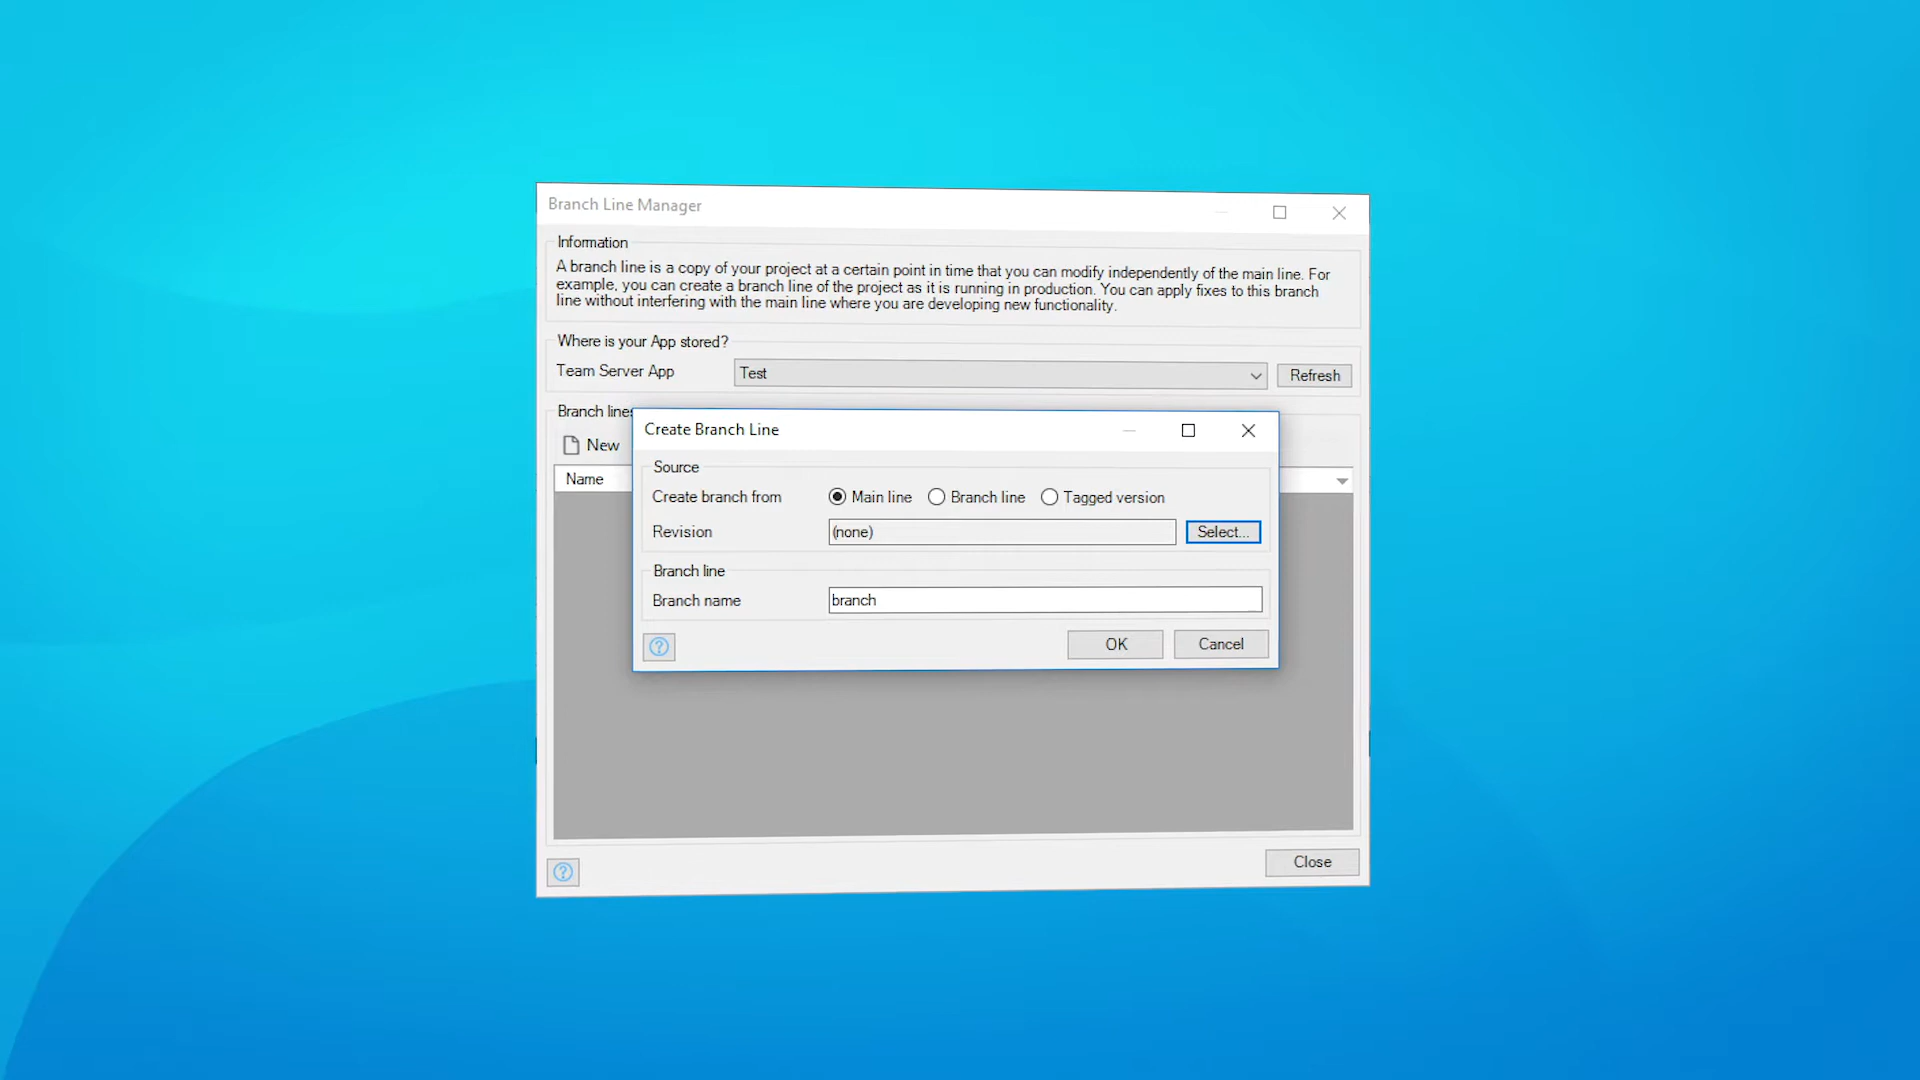 Branch Line Manager
Information
A branch line is a copy of your project at a certain point in time that you can modify independently of the main line. For
example, you can create a branch line of the project as it is running in production. You can apply fixes to this branch
line without interfering with the main line where you are developing new functionality.
Where is your App stored?
Team Server App
Test
Refresh
Branch lines
New
Name
Create Branch Line
Source
Create branch from
Main line
Branch line
Tagged version
Revision
(none)
Select...
Branch line
Branch name
branch
OK
Cancel
Close